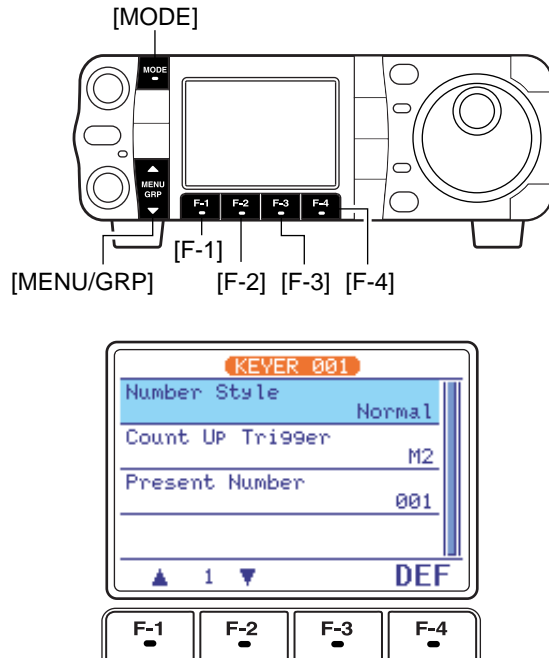 [MODE]
MODE
MENU
GRP
F-1 F-2 F-3 F-4
[F-1]
[MENU/GRP] [F-2] [F-3] [F-4]
KEYER 001
Number Style
Normal
Count Up Trigger
M2
Present Number
001
1 DEF
F-1 F-2 F-3 F-4